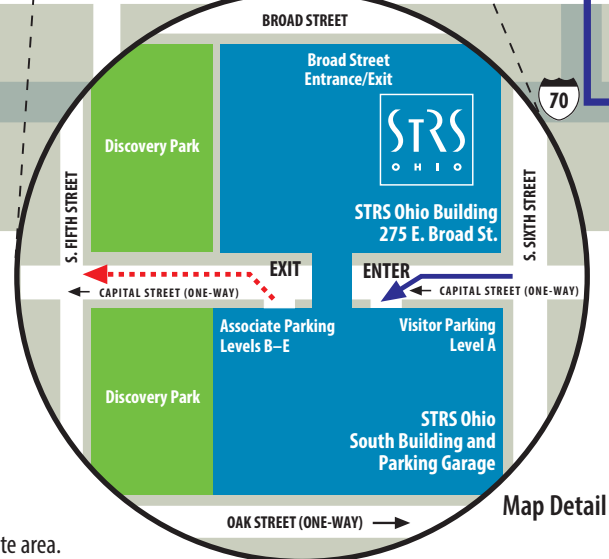 BROAD STREET
Broad Street
Entrance/Exit
70
STRS
OHIO
Discovery Park
S. FIFTH STREET
S. SIXTH STREET
STRS Ohio Building
275 E. Broad St.
EXIT
ENTER
CAPITAL STREET (ONE-WAY)
CAPITAL STREET (ONE-WAY)
Associate Parking
Levels B–E
Visitor Parking
Level A
Discovery Park
STRS Ohio
South Building and
Parking Garage
Map Detail
OAK STREET (ONE-WAY)
te area.